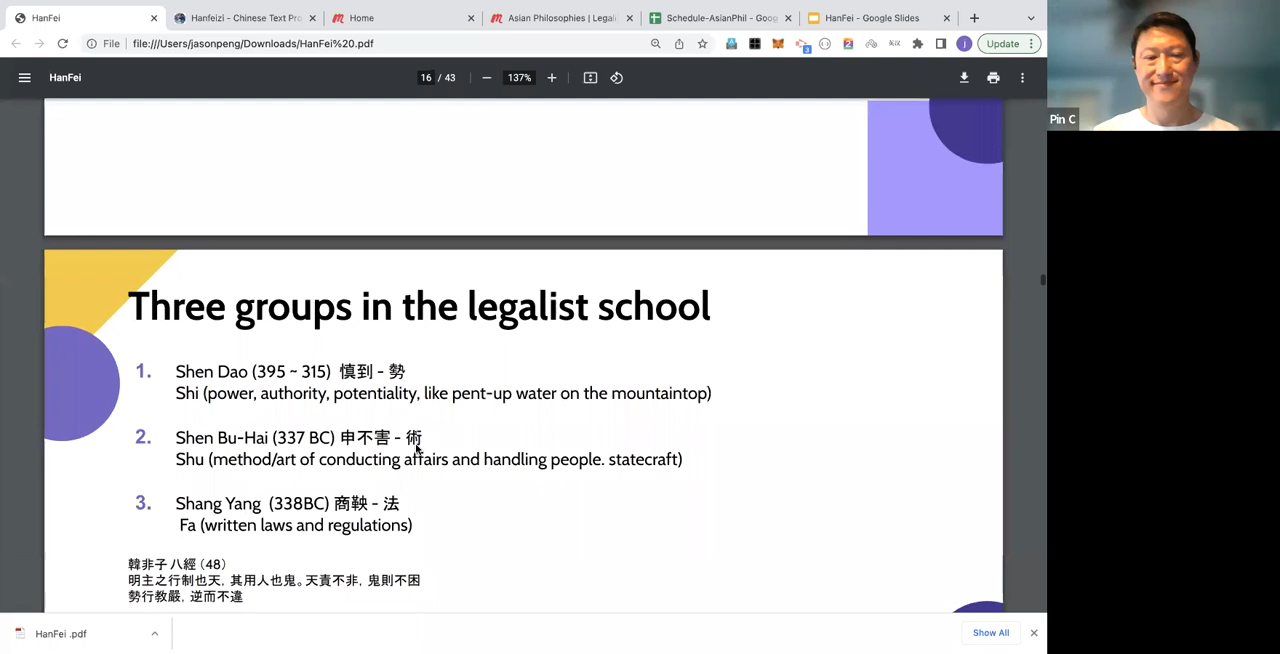 HanFei
Hanfeizi - Chinese Text Pro
Home
Asian Philosophies | Legali
Schedule-AsianPhil - Goog
HanFei - Google Slides
File file:///Users/jasonpeng/Downloads/HanFei%20.pdf
j
Update
Pin C
HanFei
16 / 43
137%
Three groups in the legalist school
1. Shen Dao (395 ~ 315) 慎到 - 勢
Shi (power, authority, potentiality, like pent-up water on the mountaintop)
2. Shen Bu-Hai (337 BC) 申不害 - 術
Shu (method/art of conducting affairs and handling people. statecraft)
3. Shang Yang (338BC) 商鞅 - 法
Fa (written laws and regulations)
韓非子 八經 (48)
明主之行制也天, 其用人也鬼。天責不非, 鬼則不困
勢行教嚴, 逆而不違
HanFei .pdf
Show All